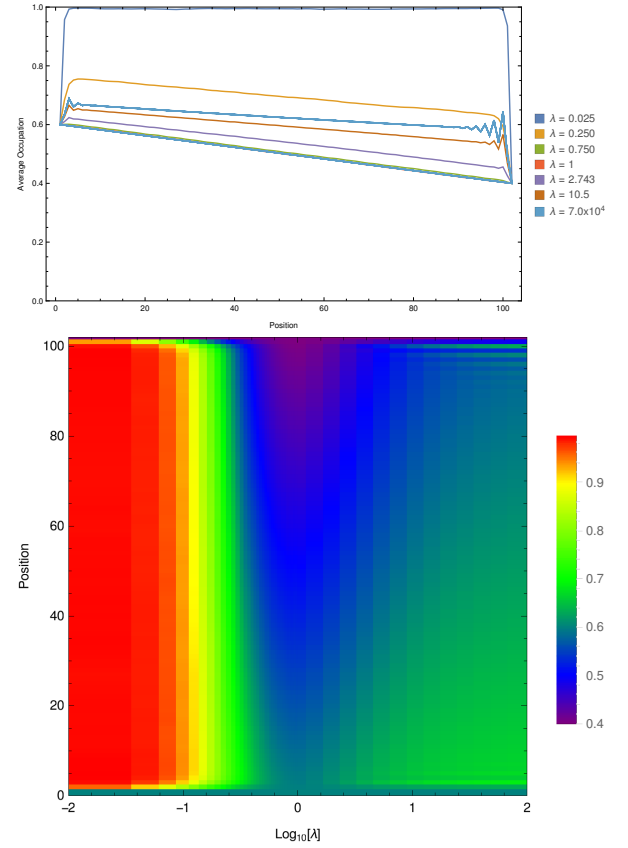 1.0
0.8
0.6
0.4
0.2
0.0
Average Occupation
0 20 40 60 80 100
Position
λ = 0.025
λ = 0.250
λ = 0.750
λ = 1
λ = 2.743
λ = 10.5
λ = 7.0x10⁴
100
80
60
40
20
0
Position
−2 −1 0 1 2
Log₁₀[λ]
0.9
0.8
0.7
0.6
0.5
0.4